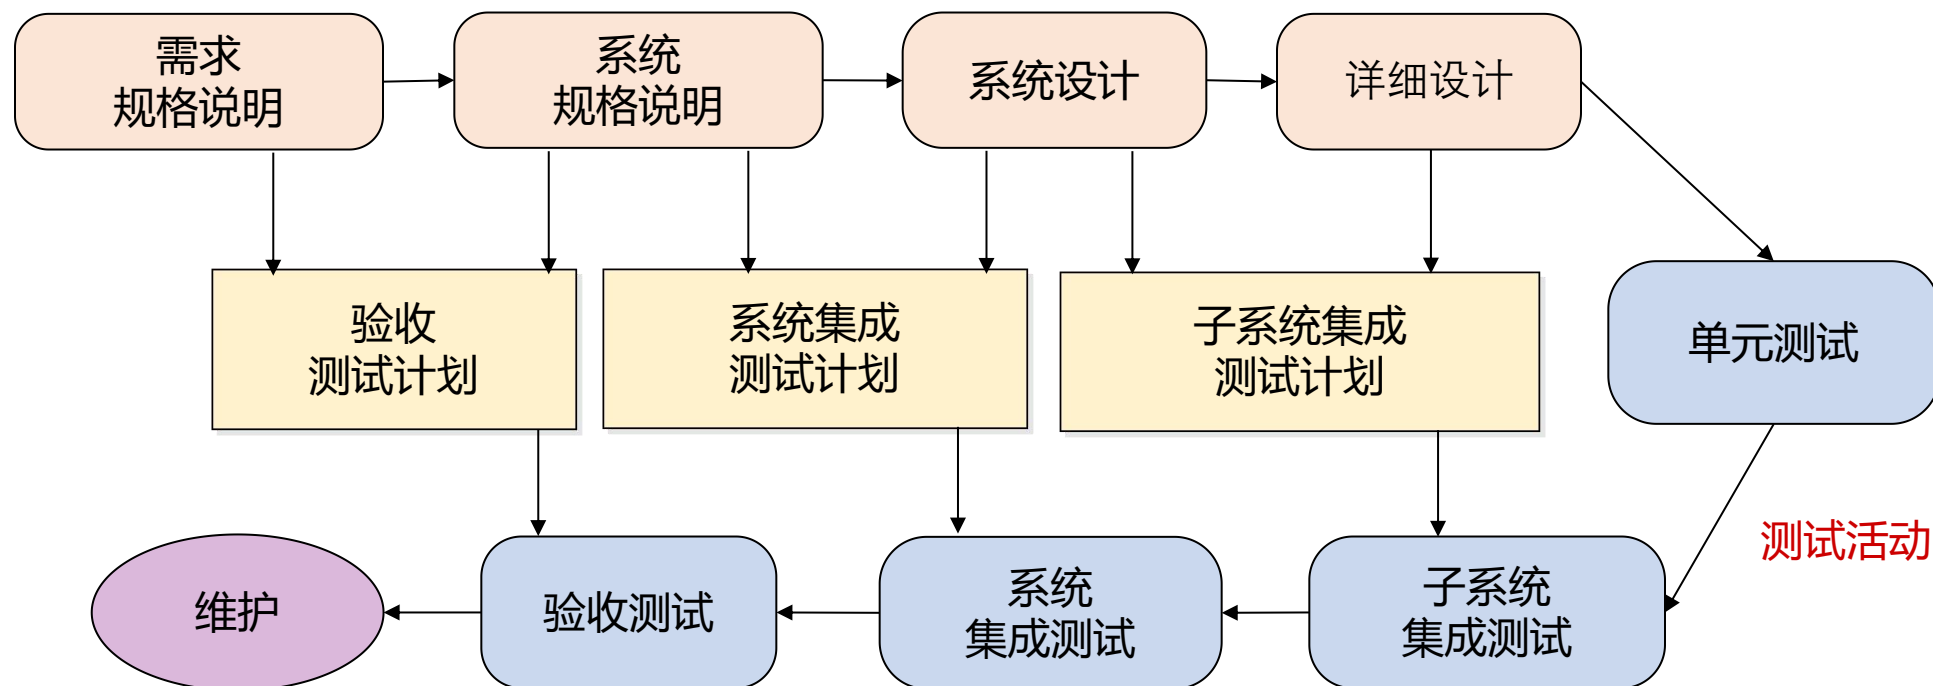 需求
规格说明
系统
规格说明
系统设计
详细设计
验收
测试计划
系统集成
测试计划
子系统集成
测试计划
单元测试
测试活动
维护
验收测试
系统
集成测试
子系统
集成测试